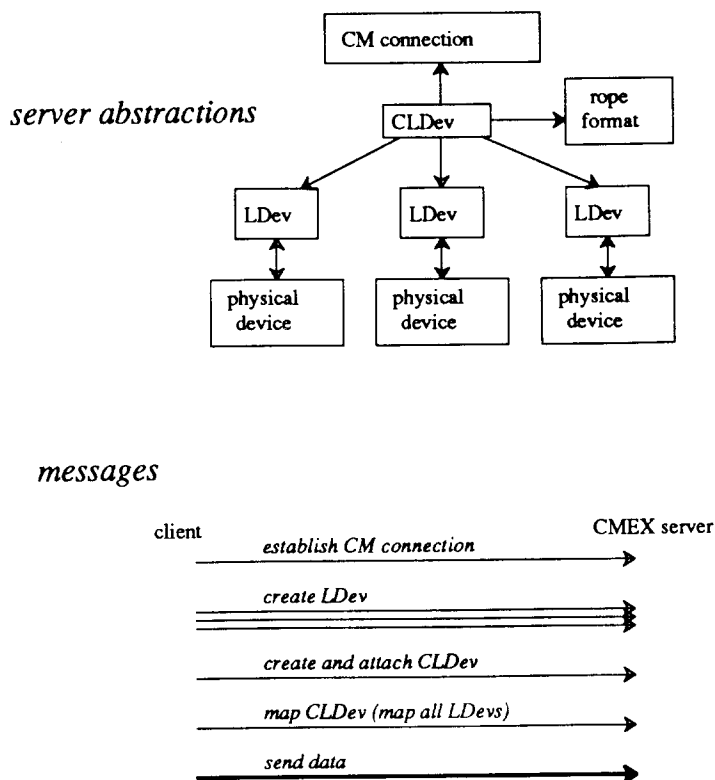 CM connection
server abstractions
CLDev
rope
format
LDev
LDev
LDev
physical
device
physical
device
physical
device
messages
client
CMEX server
establish CM connection
create LDev
create and attach CLDev
map CLDev (map all LDevs)
send data